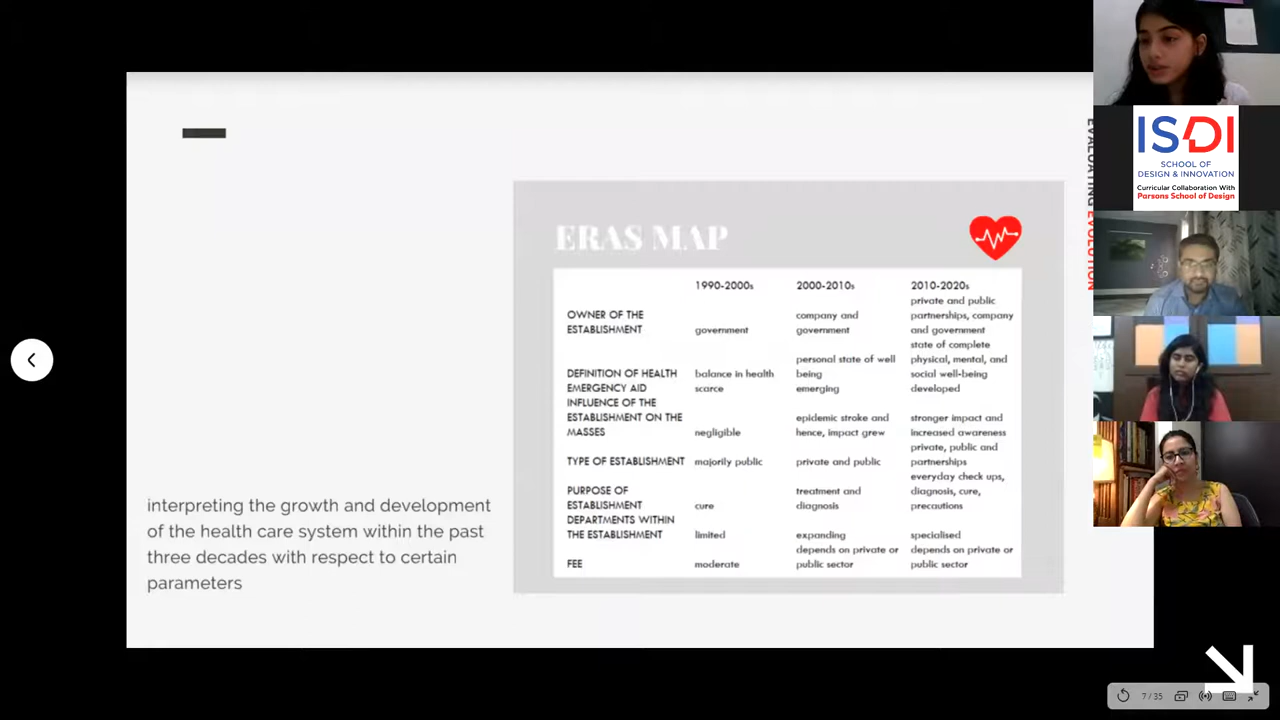 ERAS MAP
1990-2000s 2000-2010s 2010-2020s
OWNER OF THE ESTABLISHMENT government company and government private and public partnerships, company and government
DEFINITION OF HEALTH balance in health personal state of well being state of complete physical, mental, and social well-being
EMERGENCY AID scarce emerging developed
INFLUENCE OF THE ESTABLISHMENT ON THE MASSES negligible epidemic stroke and hence, impact grew stronger impact and increased awareness
TYPE OF ESTABLISHMENT majorily public private and public private, public and partnerships
PURPOSE OF ESTABLISHMENT cure treatment and diagnosis everyday check ups, diagnosis, cure, precautions
DEPARTMENTS WITHIN THE ESTABLISHMENT limited expanding specialised
FEE moderate depends on private or public sector depends on private or public sector
interpreting the growth and development
of the health care system within the past
three decades with respect to certain
parameters
EVALUATING EVOLUTION
ISDI
SCHOOL OF
DESIGN & INNOVATION
Curricular Collaboration With
Parsons School of Design
7 / 35